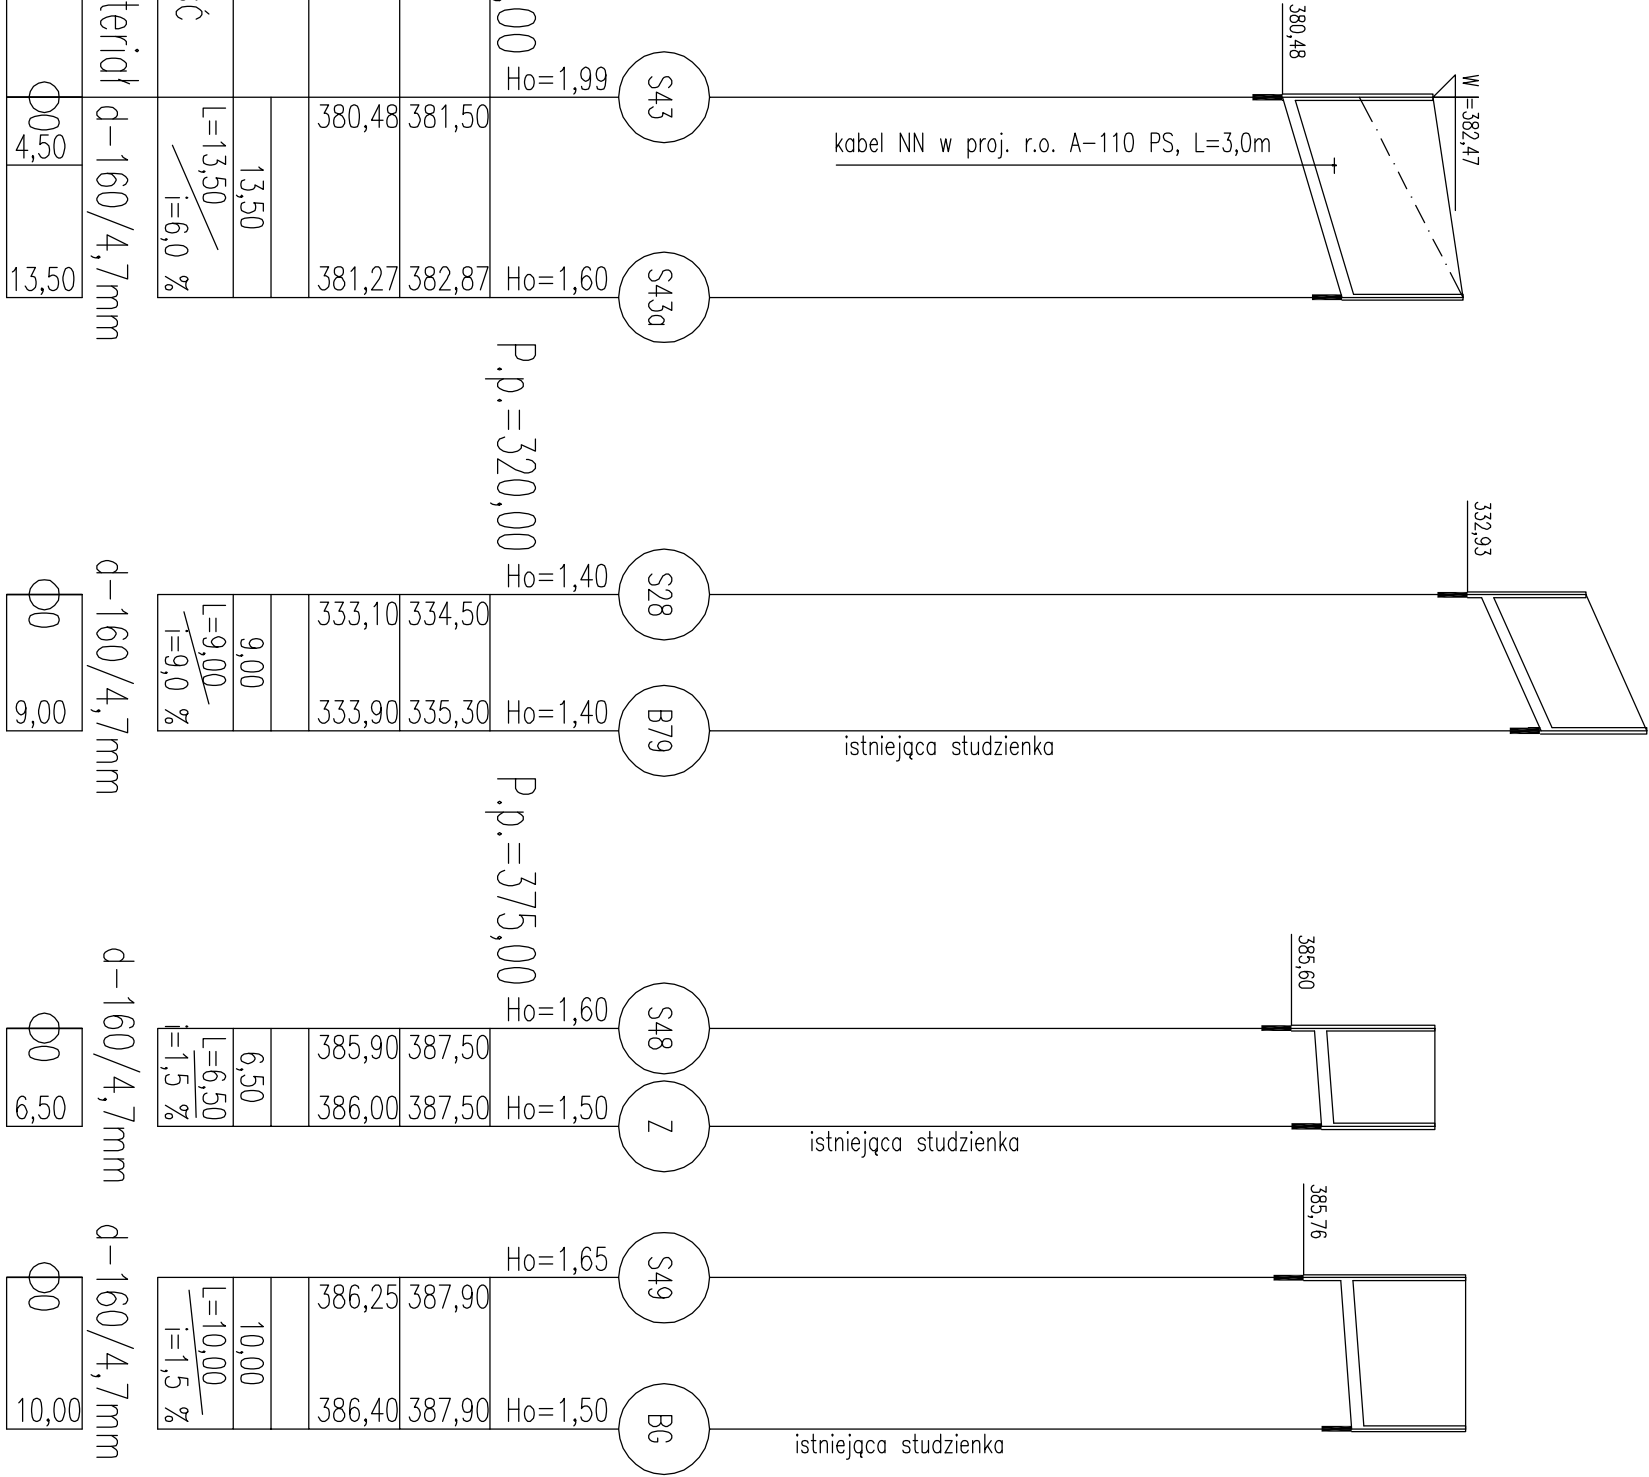 380,48
W =382,47
kabel NN w proj. r.o. A-110 PS, L=3,0m
,00
Ho=1,99
S43
Ho=1,60
S43a
381,50
382,87
380,48
381,27
13,50
L=13,50
i=6,0 %
ść
teriał
d-160/4,7mm
00
4,50
13,50
332,93
P.p.=320,00
Ho=1,40
S28
Ho=1,40
B79
istniejąca studzienka
334,50
335,30
333,10
333,90
9,00
L=9,00
i=9,0 %
d-160/4,7mm
00
9,00
385,60
P.p.=375,00
Ho=1,60
S48
Ho=1,50
Z
istniejąca studzienka
387,50
387,50
385,90
386,00
6,50
L=6,50
i=1,5 %
d-160/4,7mm
00
6,50
385,76
Ho=1,65
S49
Ho=1,50
BG
istniejąca studzienka
387,90
387,90
386,25
386,40
10,00
L=10,00
i=1,5 %
d-160/4,7mm
00
10,00